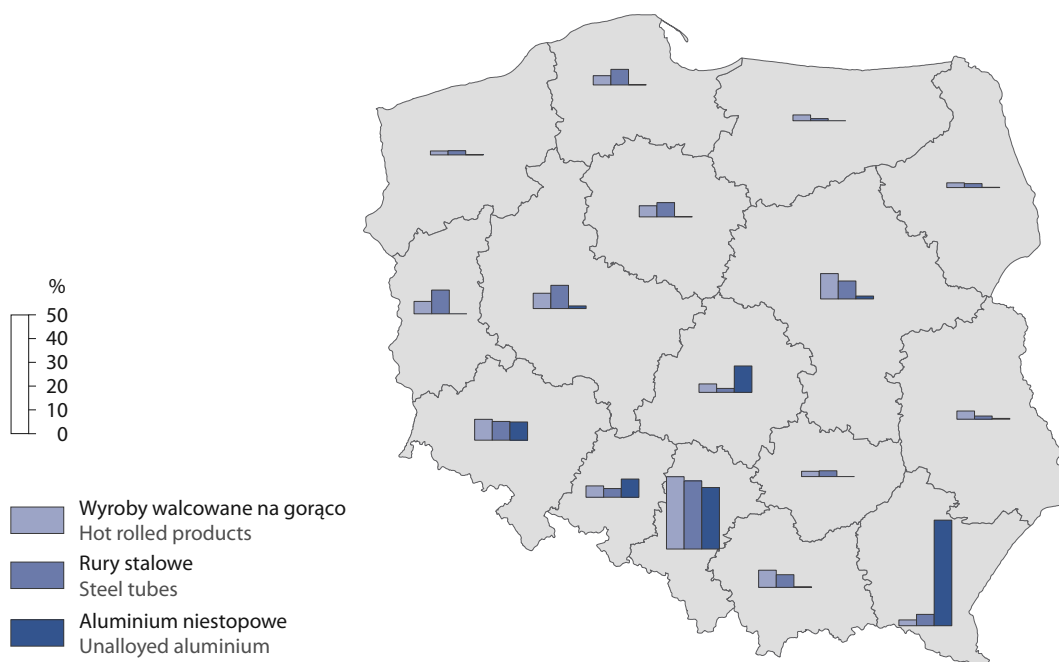 %
50
40
30
20
10
0
Wyroby walcowane na gorąco
Hot rolled products
Rury stalowe
Steel tubes
Aluminium niestopowe
Unalloyed aluminium